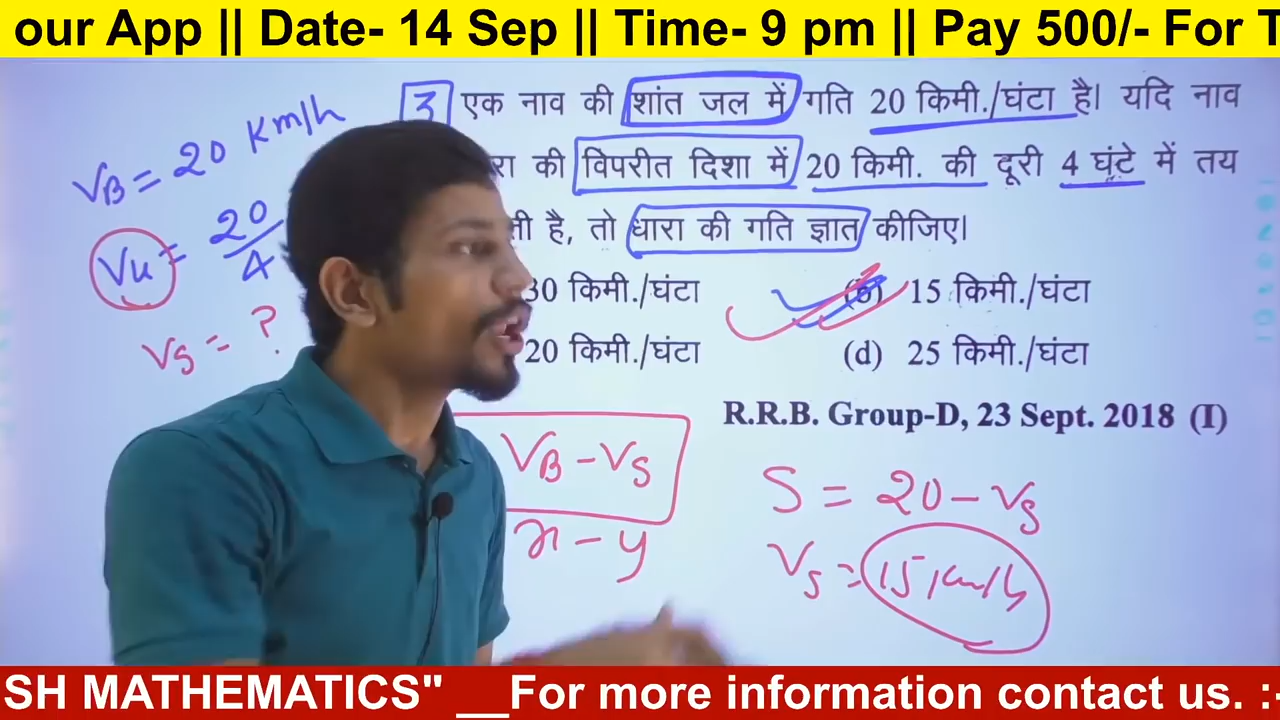 our App || Date- 14 Sep || Time- 9 pm || Pay 500/- For T
3 एक नाव की शांत जल में गति 20 किमी./घंटा है। यदि नाव
की विपरीत दिशा में 20 किमी. की दूरी 4 घंटे में तय
है, तो धारा की गति ज्ञात कीजिए।
30 किमी./घंटा (b) 15 किमी./घंटा
20 किमी./घंटा (d) 25 किमी./घंटा
R.R.B. Group-D, 23 Sept. 2018 (I)
VB = 20 Km/h
Vu = 20/4
VS = ?
VB - VS
x - y
5 = 20 - VS
VS = 15 Km/h
SH MATHEMATICS" __For more information contact us. :-